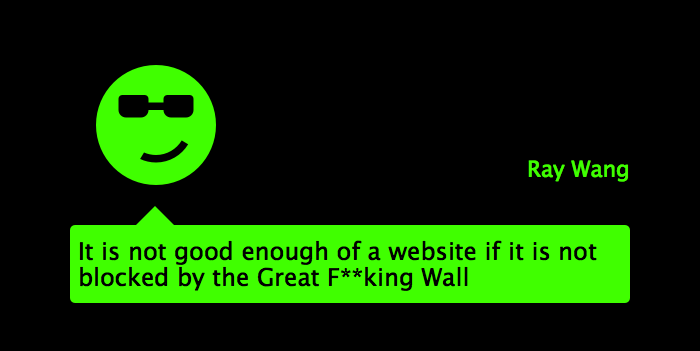 Ray Wang
It is not good enough of a website if it is not
blocked by the Great F**king Wall